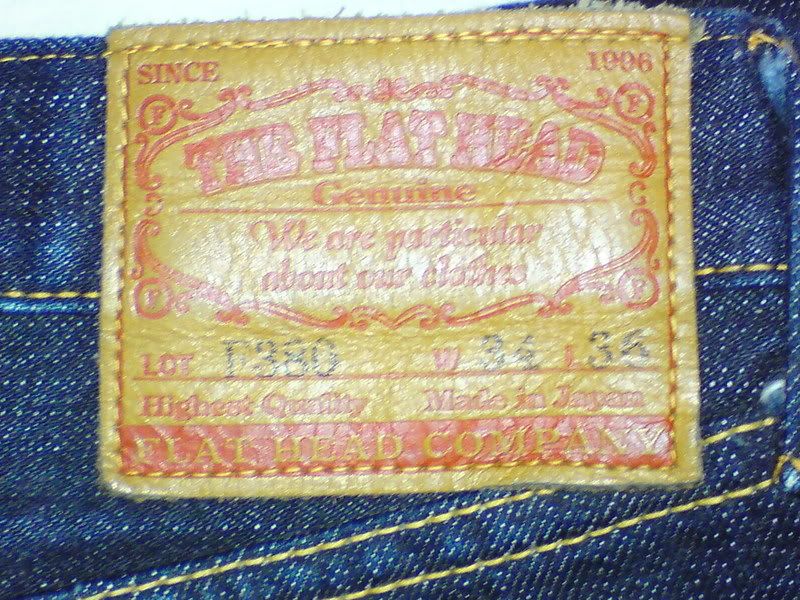 SINCE 1996
F F
THE FLAT HEAD
Genuine
We are particular
about our clothes
F F
LOT F380 W 34 L 36
Highest Quality Made in Japan
FLAT HEAD COMPANY